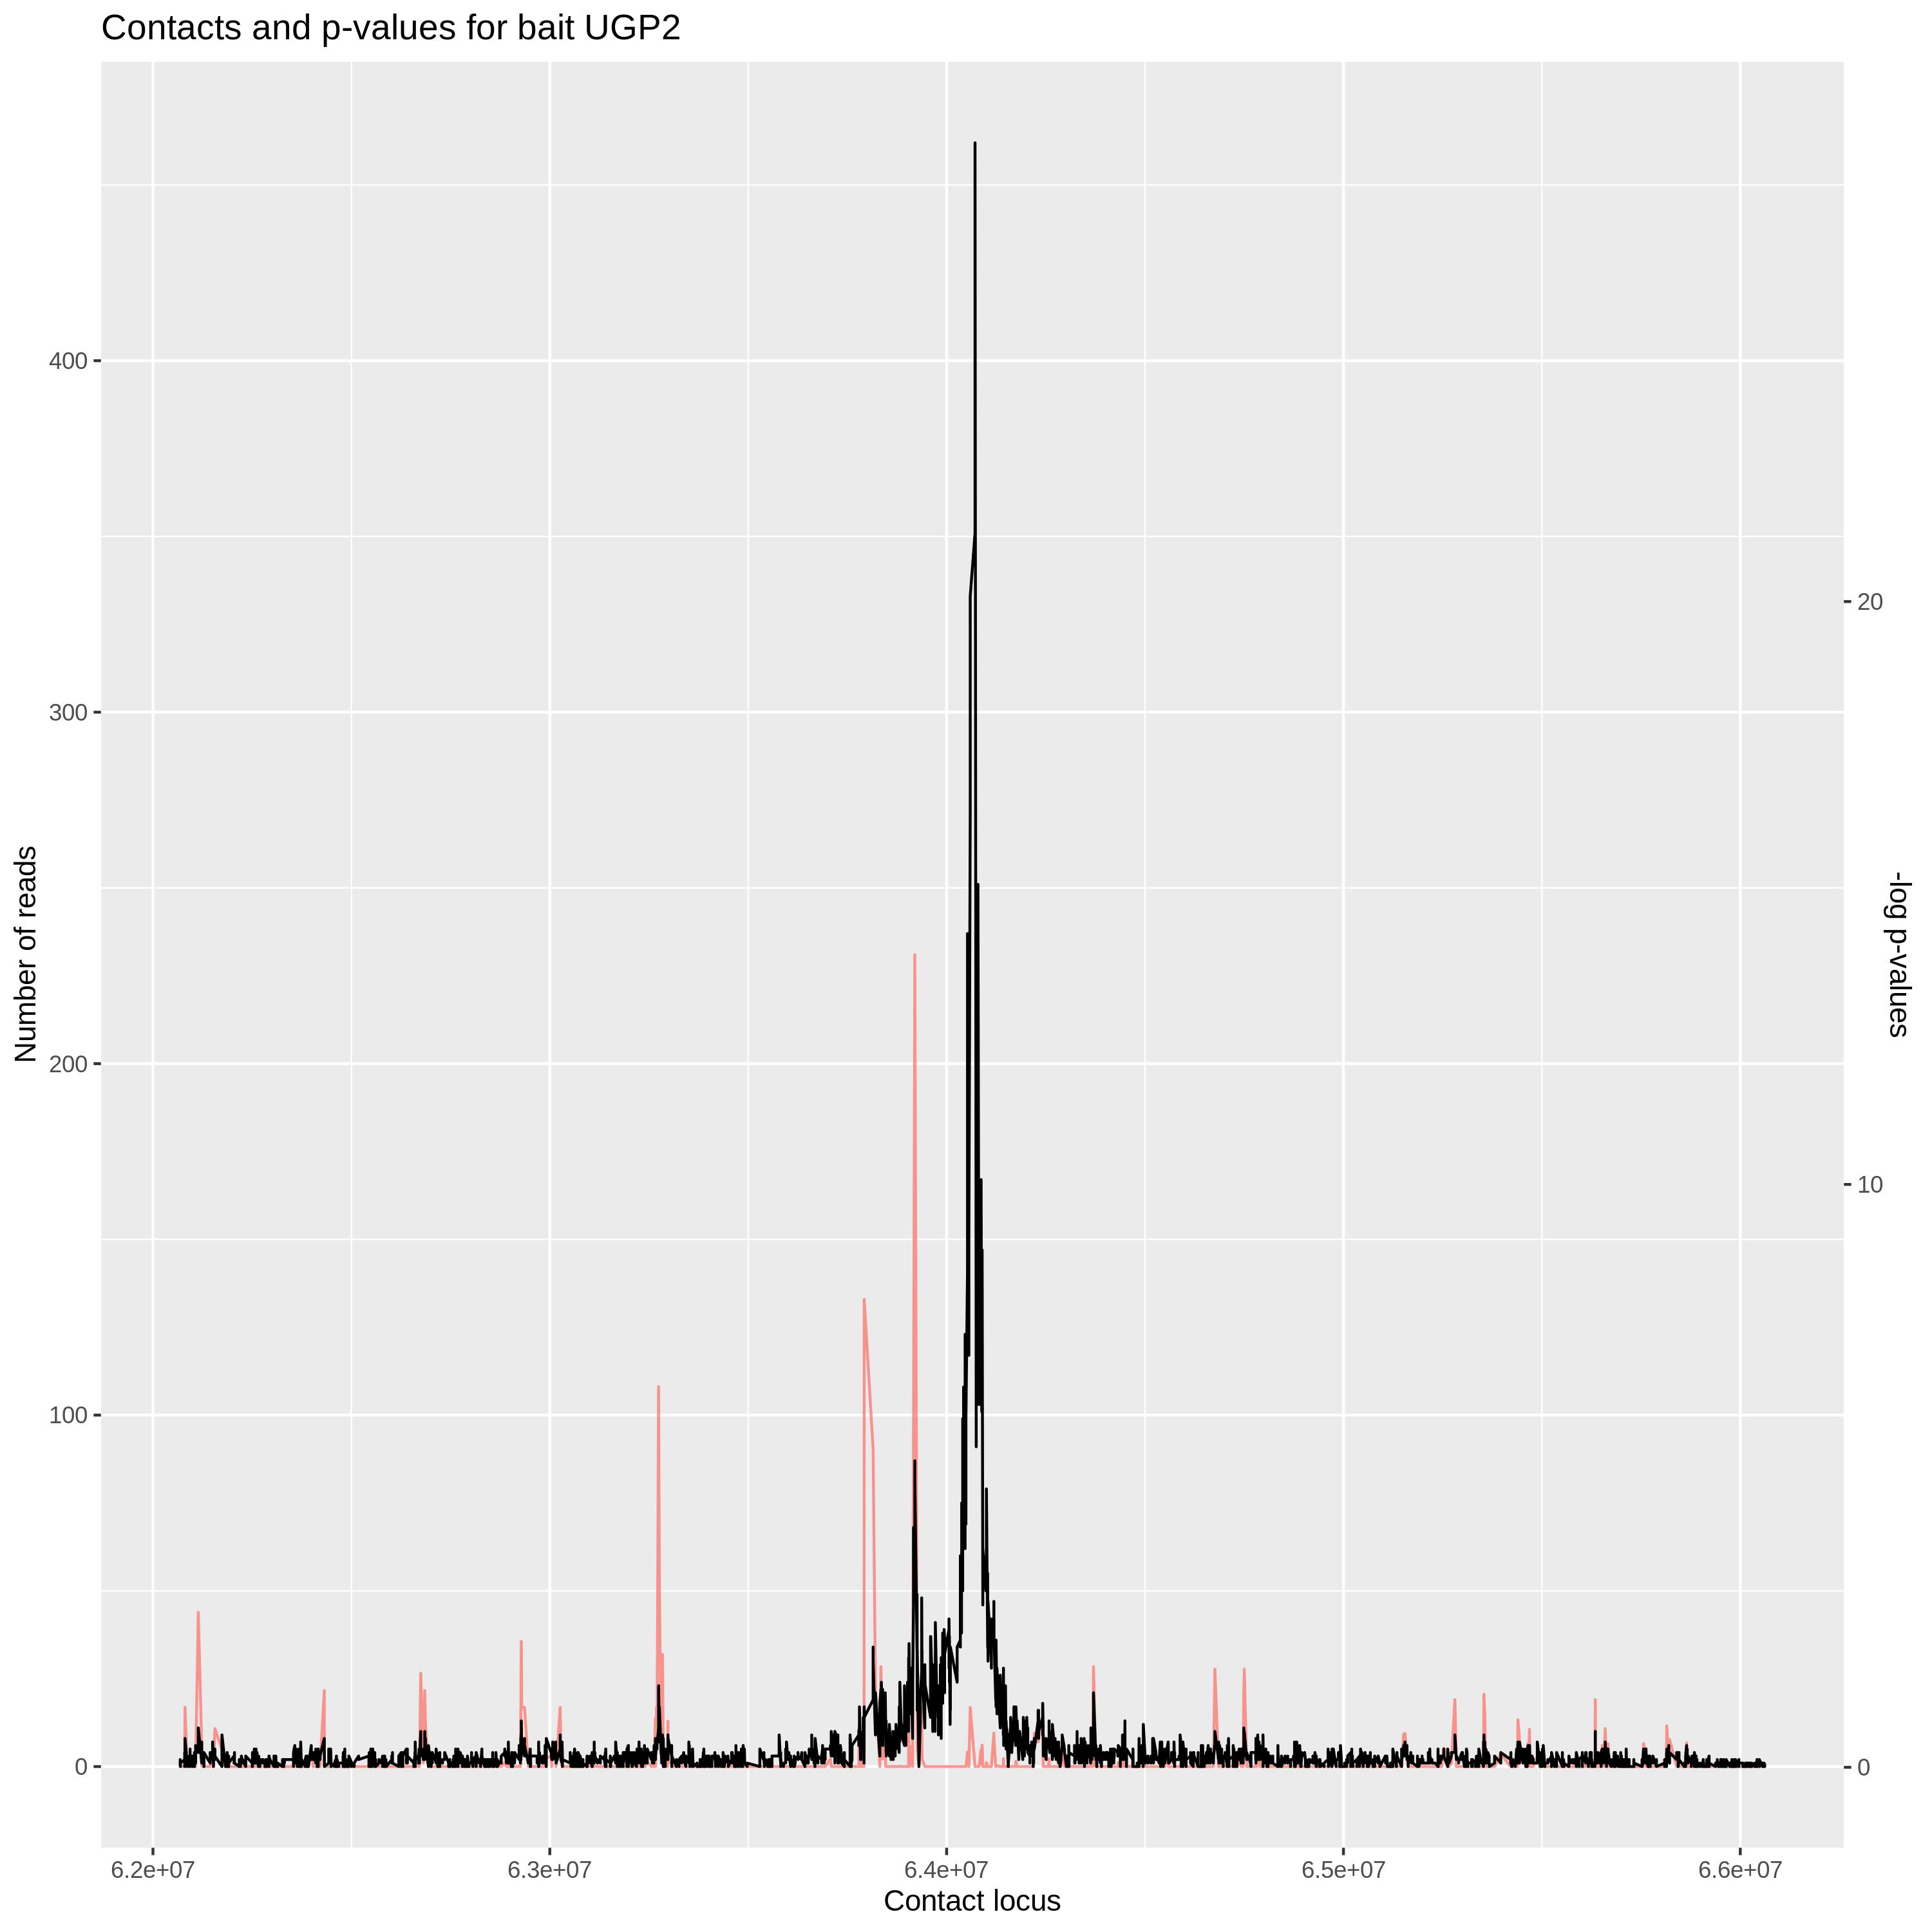 Contacts and p-values for bait UGP2
Number of reads
400
300
200
100
0
20
10
0
-log p-values
6.2e+07
6.3e+07
6.4e+07
6.5e+07
6.6e+07
Contact locus